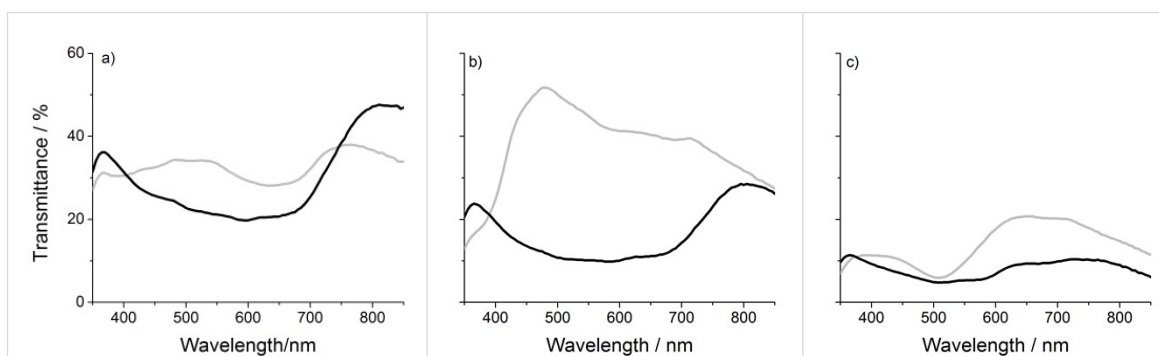 a)
b)
c)
60
40
20
0
Transmittance / %
400 500 600 700 800
400 500 600 700 800
400 500 600 700 800
Wavelength/nm
Wavelength / nm
Wavelength / nm